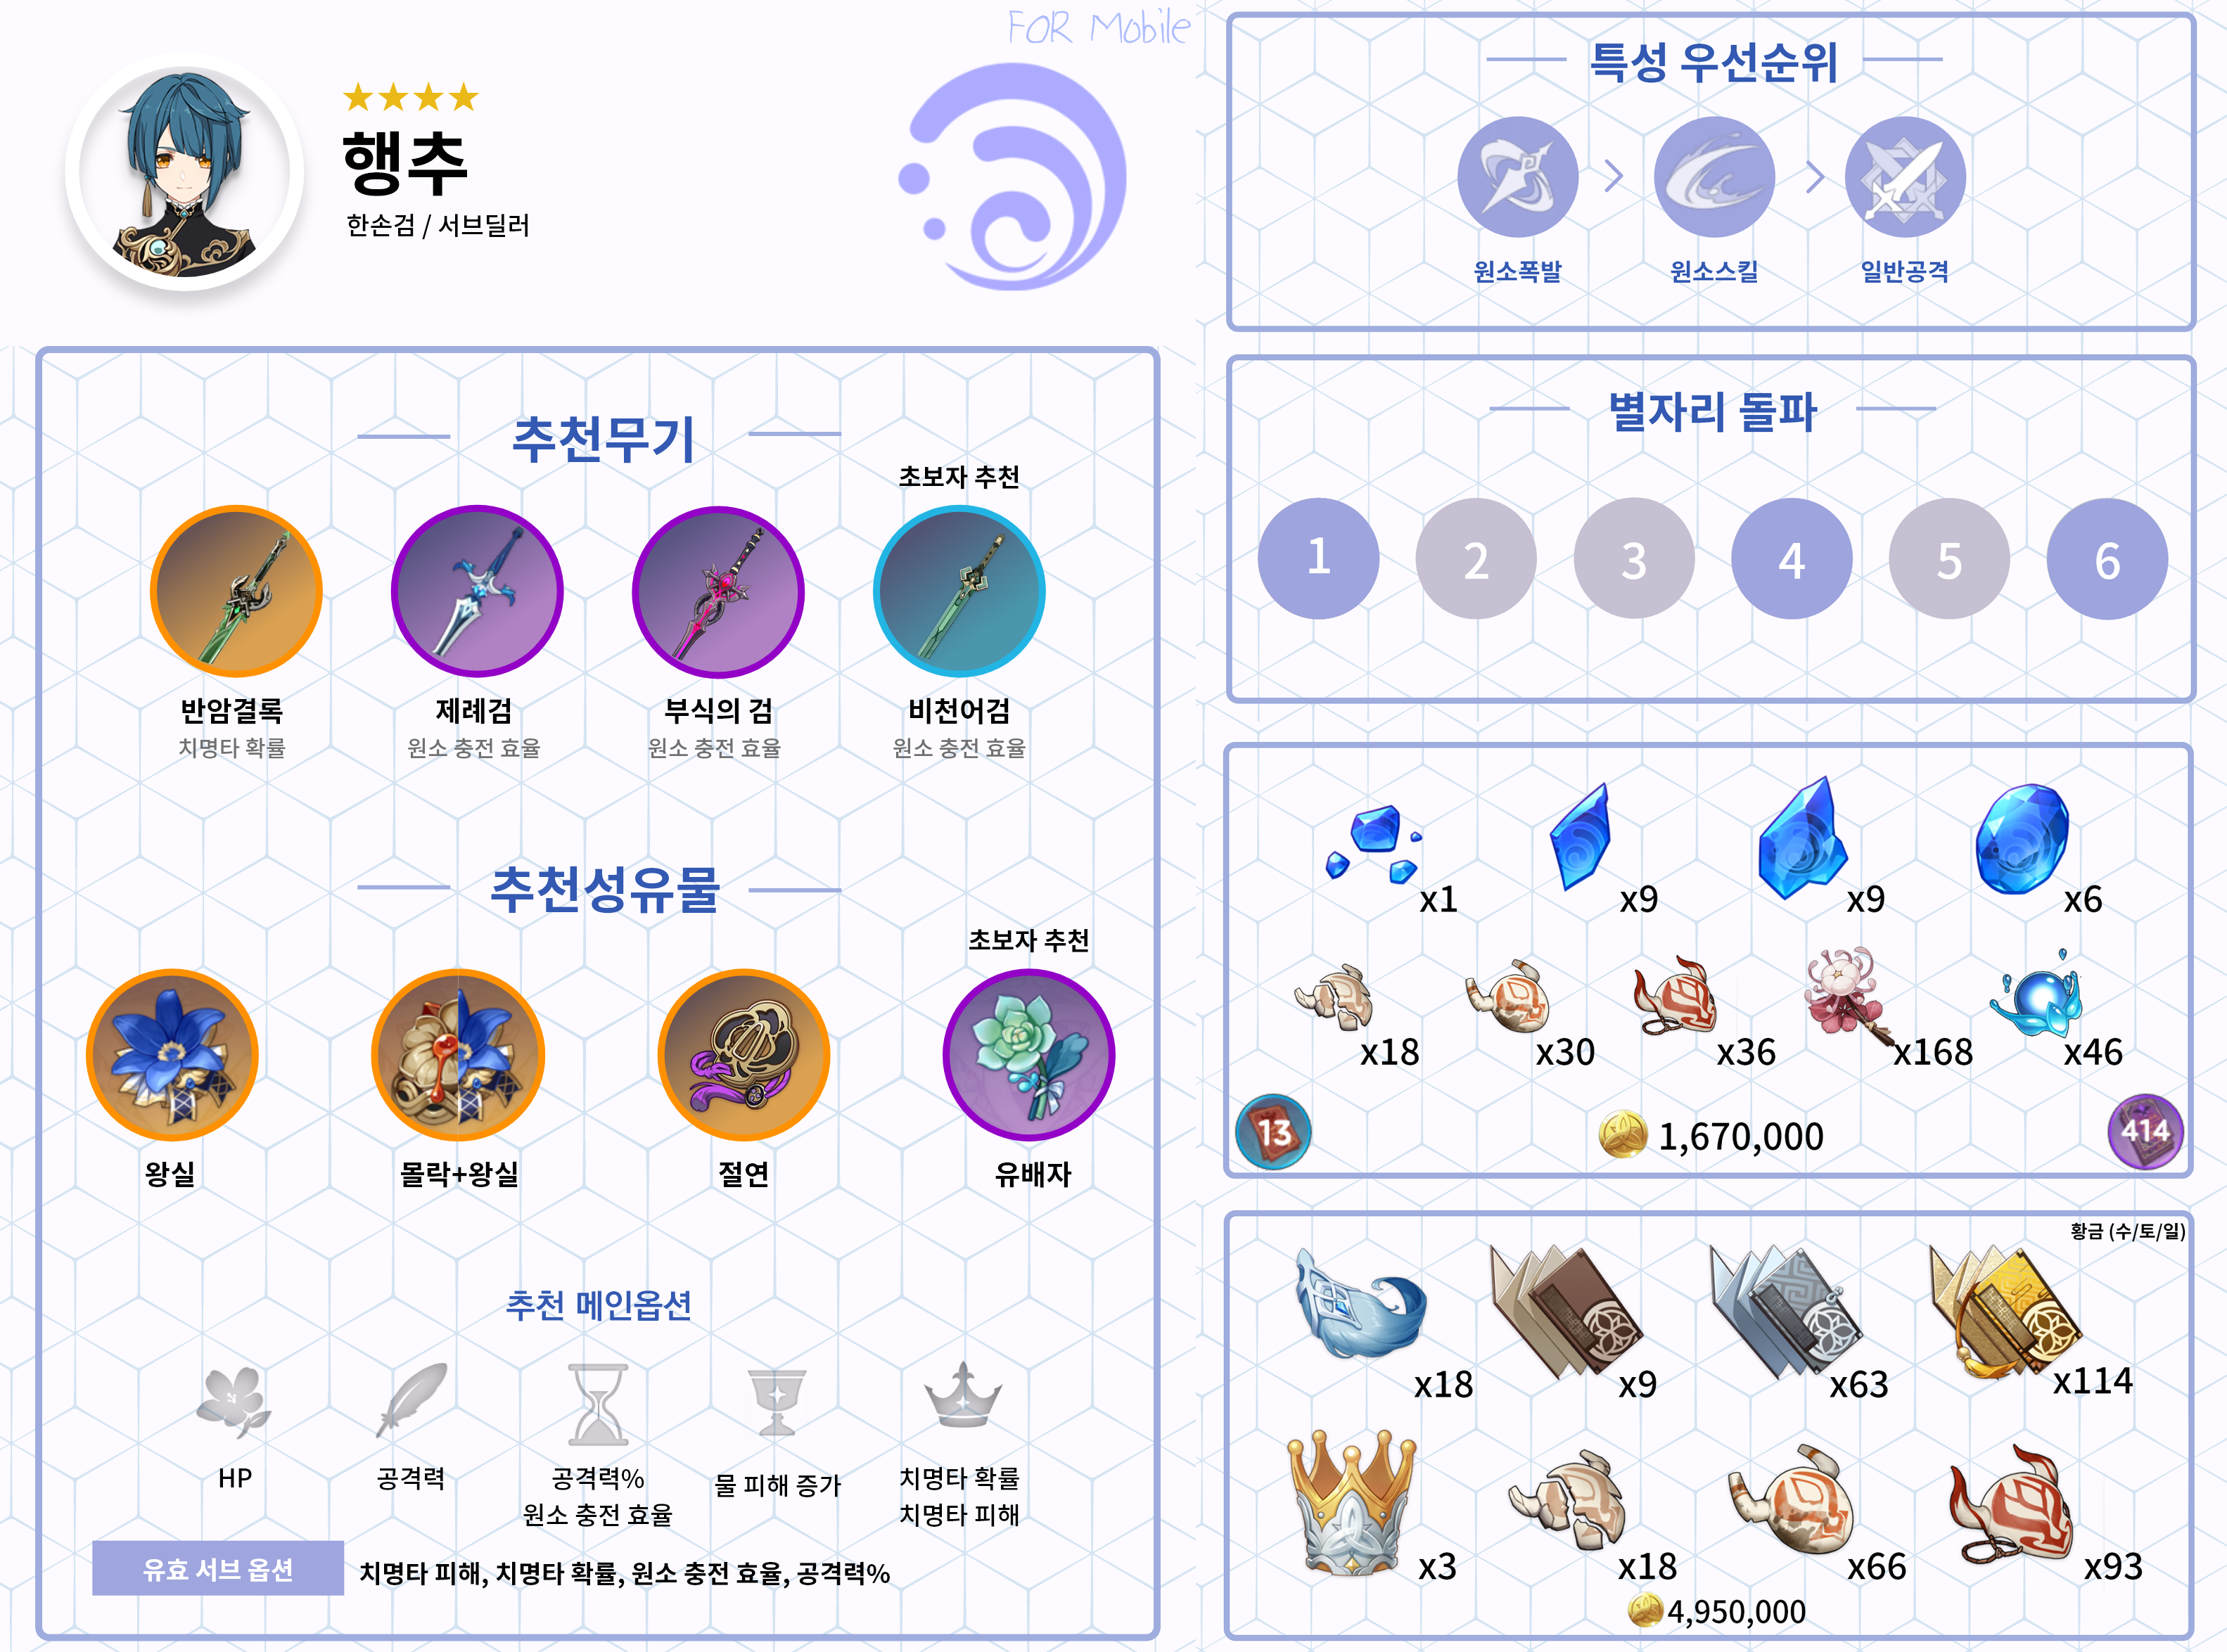 FOR Mobile
행추
한손검 / 서브딜러
추천무기
초보자 추천
반암결록
치명타 확률
제례검
원소 충전 효율
부식의 검
원소 충전 효율
비천어검
원소 충전 효율
추천성유물
초보자 추천
왕실
몰락+왕실
절연
유배자
추천 메인옵션
HP
공격력
공격력%
원소 충전 효율
물 피해 증가
치명타 확률
치명타 피해
유효 서브 옵션
치명타 피해, 치명타 확률, 원소 충전 효율, 공격력%
특성 우선순위
원소폭발 > 원소스킬 > 일반공격
별자리 돌파
1 2 3 4 5 6
x1 x9 x9 x6
x18 x30 x36 x168 x46
13 1,670,000 414
황금 (수/토/일)
x18 x9 x63 x114
x3 x18 x66 x93
4,950,000